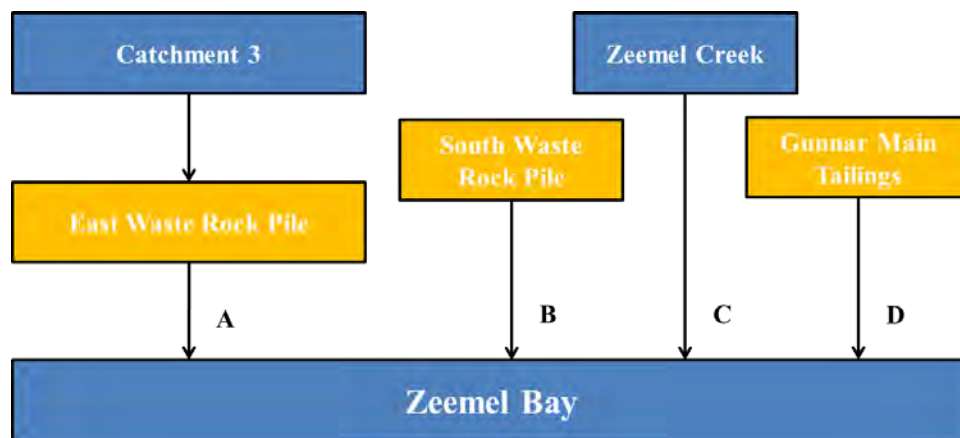 Catchment 3
Zeemel Creek
South Waste
Rock Pile
Gunnar Main
Tailings
East Waste Rock Pile
A
B
C
D
Zeemel Bay